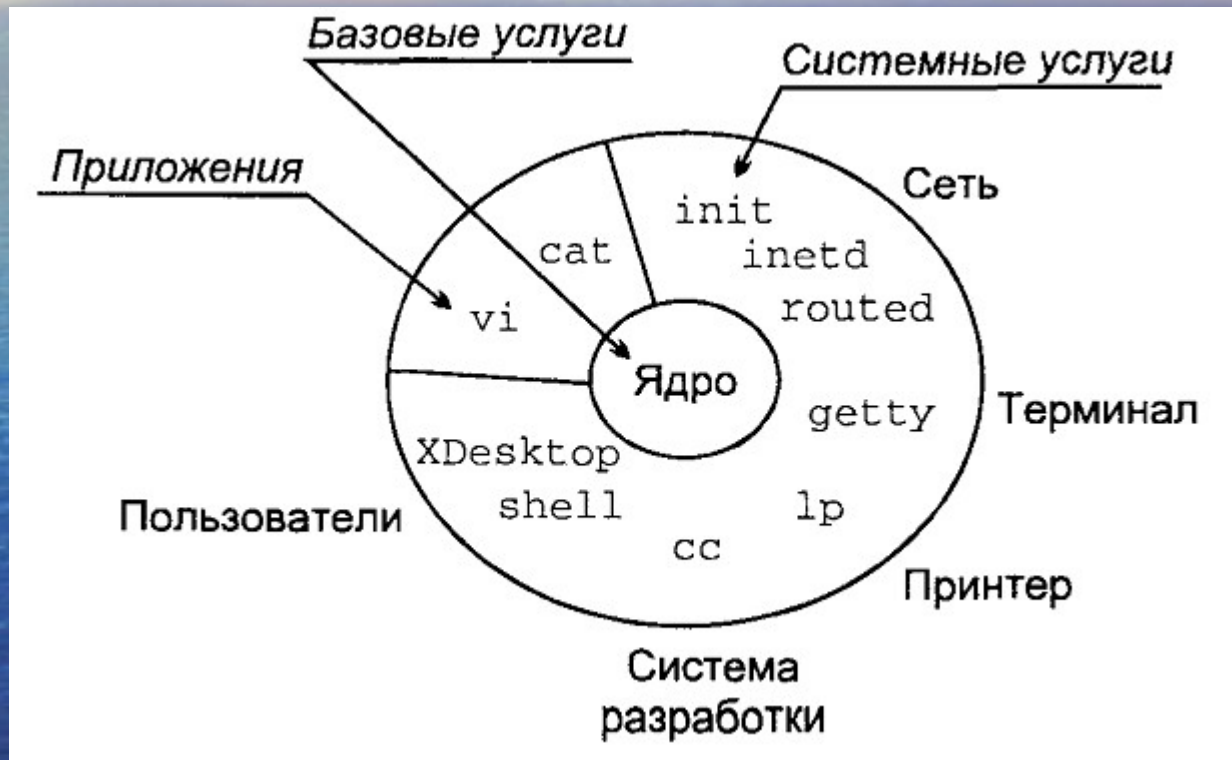 Базовые услуги
Системные услуги
Приложения
Сеть
init
cat
inetd
routed
vi
Ядро
getty
Терминал
XDesktop
shell
lp
Пользователи
cc
Принтер
Система
разработки